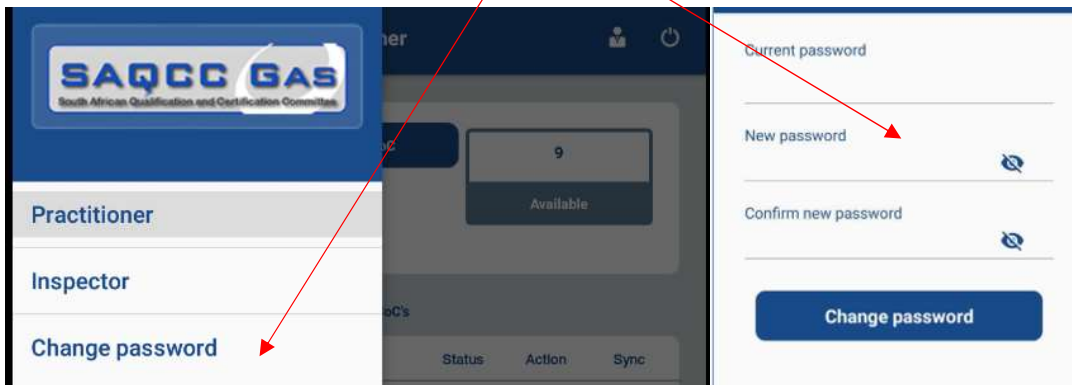 SAQCC GAS
South African Qualification and Certification Committee
Practitioner
Inspector
Change password
ner
oC
9
Available
oC's
Status Action Sync
Current password
New password
Confirm new password
Change password